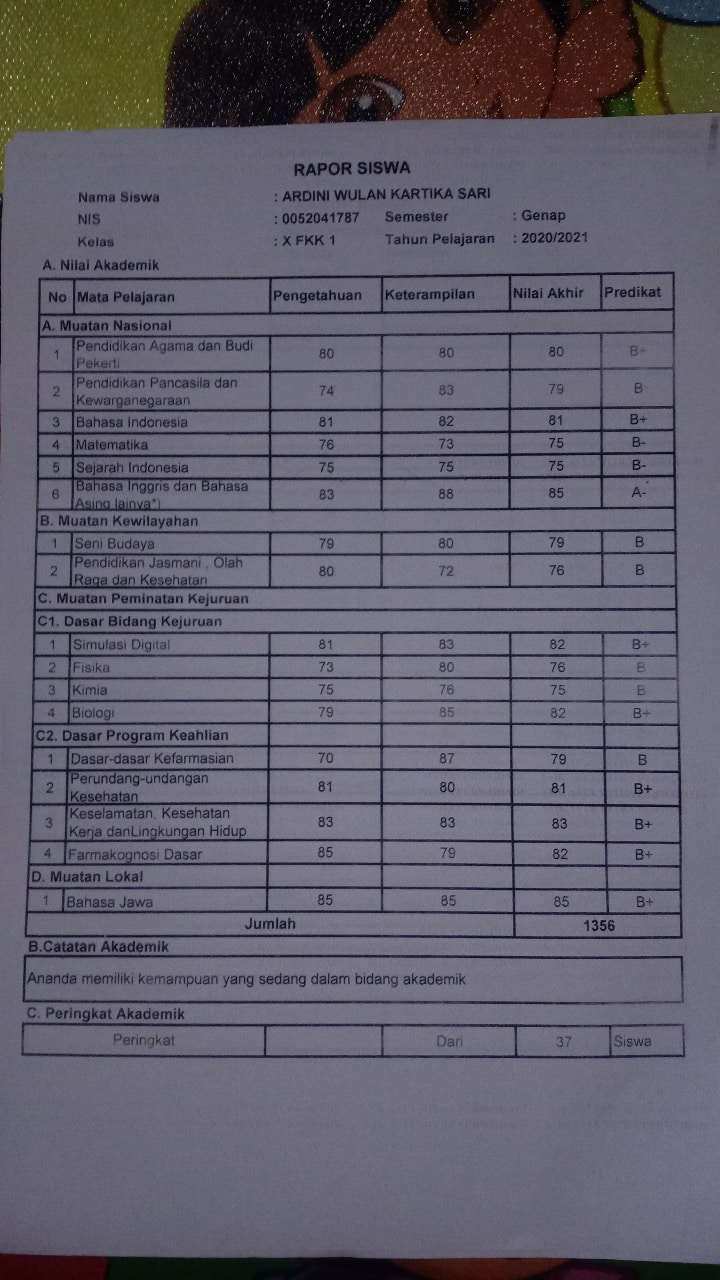 RAPOR SISWA
Nama Siswa : ARDINI WULAN KARTIKA SARI
NIS : 0052041787 Semester : Genap
Kelas : X FKK 1 Tahun Pelajaran : 2020/2021
A. Nilai Akademik
No Mata Pelajaran Pengetahuan Keterampilan Nilai Akhir Predikat
A. Muatan Nasional
1 Pendidikan Agama dan Budi Pekerti 80 80 80 B+
2 Pendidikan Pancasila dan Kewarganegaraan 74 83 79 B
3 Bahasa Indonesia 81 82 81 B+
4 Matematika 76 73 75 B-
5 Sejarah Indonesia 75 75 75 B-
6 Bahasa Inggris dan Bahasa Asing lainya*) 83 88 85 A-
B. Muatan Kewilayahan
1 Seni Budaya 79 80 79 B
2 Pendidikan Jasmani , Olah Raga dan Kesehatan 80 72 76 B
C. Muatan Peminatan Kejuruan
C1. Dasar Bidang Kejuruan
1 Simulasi Digital 81 83 82 B+
2 Fisika 73 80 76 B
3 Kimia 75 76 75 B
4 Biologi 79 85 82 B+
C2. Dasar Program Keahlian
1 Dasar-dasar Kefarmasian 70 87 79 B
2 Perundang-undangan Kesehatan 81 80 81 B+
3 Keselamatan, Kesehatan Kerja danLingkungan Hidup 83 83 83 B+
4 Farmakognosi Dasar 85 79 82 B+
D. Muatan Lokal
1 Bahasa Jawa 85 85 85 B+
Jumlah 1356
B.Catatan Akademik
Ananda memiliki kemampuan yang sedang dalam bidang akademik
C. Peringkat Akademik
Peringkat Dari 37 Siswa